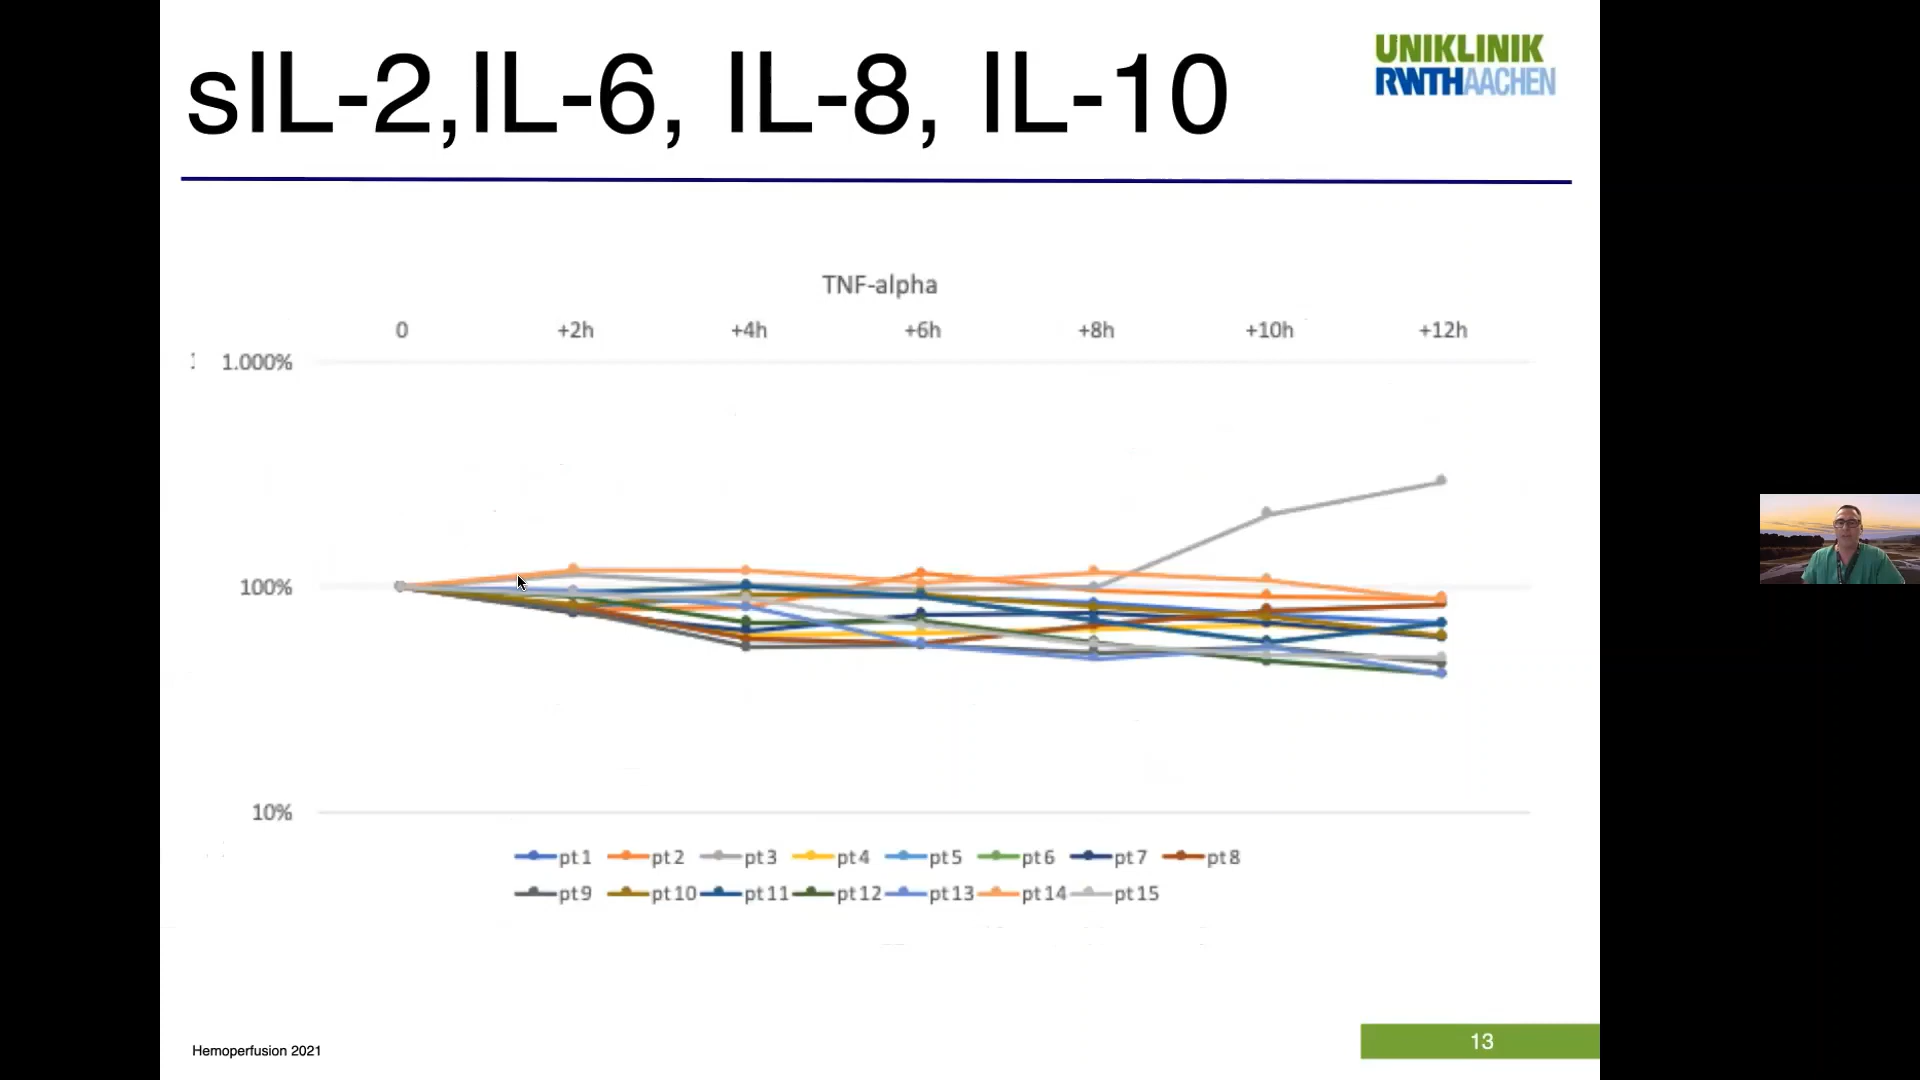 sIL-2,IL-6, IL-8, IL-10
UNIKLINIK
RWTHAACHEN
TNF-alpha
0 +2h +4h +6h +8h +10h +12h
1.000%
100%
10%
pt1 pt2 pt3 pt4 pt5 pt6 pt7 pt8
pt9 pt10 pt11 pt12 pt13 pt14 pt15
Hemoperfusion 2021
13